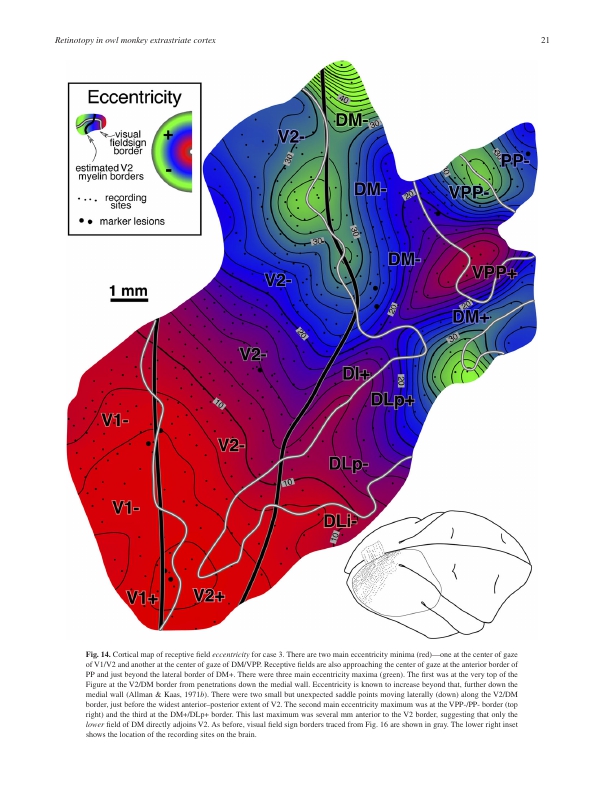 Retinotopy in owl monkey extrastriate cortex
21
Eccentricity
visual
fieldsign
border
estimated V2
myelin borders
recording
sites
marker lesions
+
-
1 mm
40
DM-
30
V2-
30
PP-
VPP-
DM-
20
30
30
DM-
VPP+
V2-
20
20
DM+
20
30
V2-
DI+
20
DLp+
10
V1-
V2-
DLp-
10
V1-
DLi-
10
V1+
V2+
Fig. 14. Cortical map of receptive field eccentricity for case 3. There are two main eccentricity minima (red)—one at the center of gaze
of V1/V2 and another at the center of gaze of DM/VPP. Receptive fields are also approaching the center of gaze at the anterior border of
PP and just beyond the lateral border of DM+. There were three main eccentricity maxima (green). The first was at the very top of the
Figure at the V2/DM border from penetrations down the medial wall. Eccentricity is known to increase beyond that, further down the
medial wall (Allman & Kaas, 1971b). There were two small but unexpected saddle points moving laterally (down) along the V2/DM
border, just before the widest anterior–posterior extent of V2. The second main eccentricity maximum was at the VPP-/PP- border (top
right) and the third at the DM+/DLp+ border. This last maximum was several mm anterior to the V2 border, suggesting that only the
lower field of DM directly adjoins V2. As before, visual field sign borders traced from Fig. 16 are shown in gray. The lower right inset
shows the location of the recording sites on the brain.